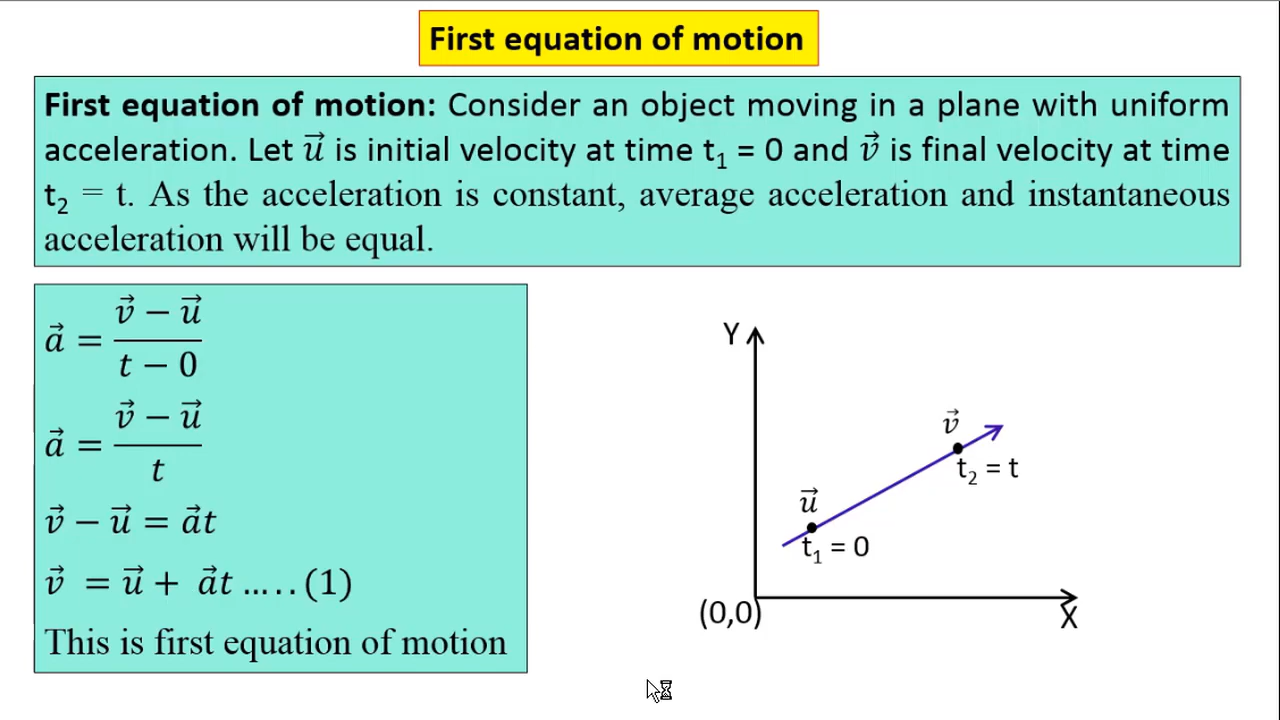 First equation of motion
First equation of motion: Consider an object moving in a plane with uniform
acceleration. Let u⃗ is initial velocity at time t₁ = 0 and v⃗ is final velocity at time
t₂ = t. As the acceleration is constant, average acceleration and instantaneous
acceleration will be equal.
a⃗ = (v⃗ − u⃗)/(t − 0)
a⃗ = (v⃗ − u⃗)/t
v⃗ − u⃗ = a⃗t
v⃗ = u⃗ + a⃗t ….. (1)
This is first equation of motion
Y
v⃗
t₂ = t
u⃗
t₁ = 0
(0,0)
X